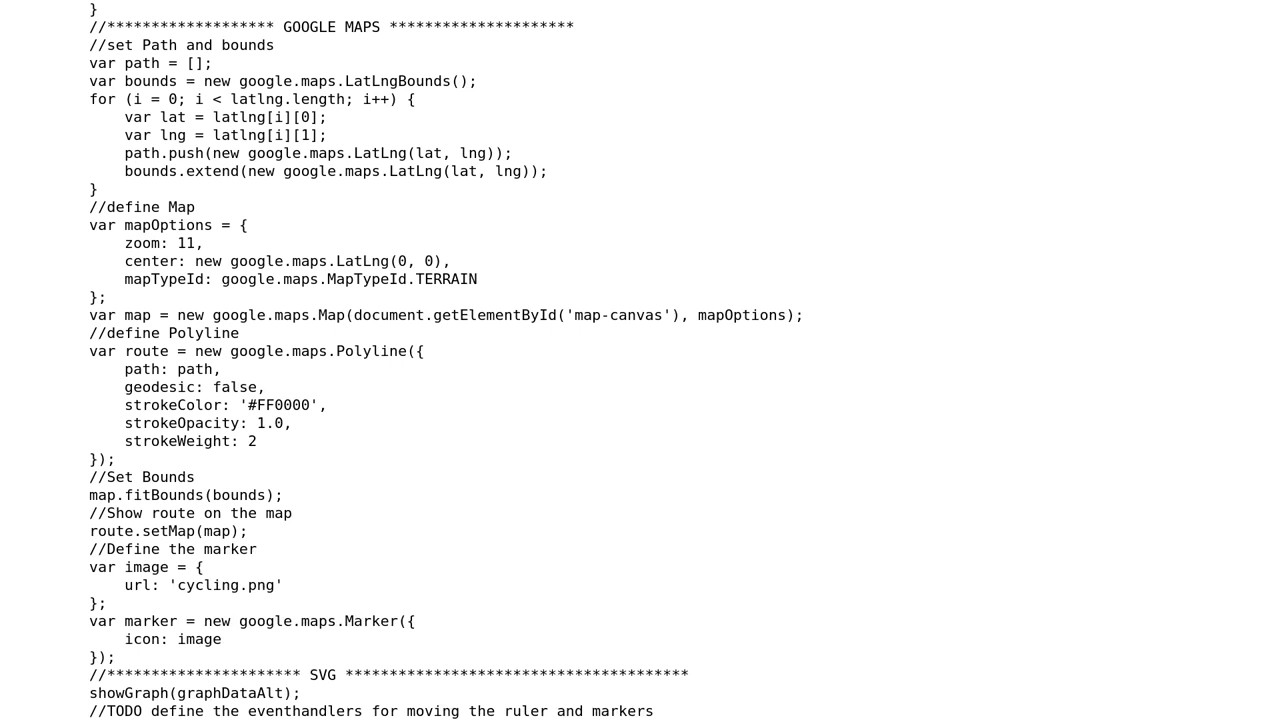 }
//******************* GOOGLE MAPS *********************
//set Path and bounds
var path = [];
var bounds = new google.maps.LatLngBounds();
for (i = 0; i < latlng.length; i++) {
    var lat = latlng[i][0];
    var lng = latlng[i][1];
    path.push(new google.maps.LatLng(lat, lng));
    bounds.extend(new google.maps.LatLng(lat, lng));
}
//define Map
var mapOptions = {
    zoom: 11,
    center: new google.maps.LatLng(0, 0),
    mapTypeId: google.maps.MapTypeId.TERRAIN
};
var map = new google.maps.Map(document.getElementById('map-canvas'), mapOptions);
//define Polyline
var route = new google.maps.Polyline({
    path: path,
    geodesic: false,
    strokeColor: '#FF0000',
    strokeOpacity: 1.0,
    strokeWeight: 2
});
//Set Bounds
map.fitBounds(bounds);
//Show route on the map
route.setMap(map);
//Define the marker
var image = {
    url: 'cycling.png'
};
var marker = new google.maps.Marker({
    icon: image
});
//********************** SVG ***************************************
showGraph(graphDataAlt);
//TODO define the eventhandlers for moving the ruler and markers